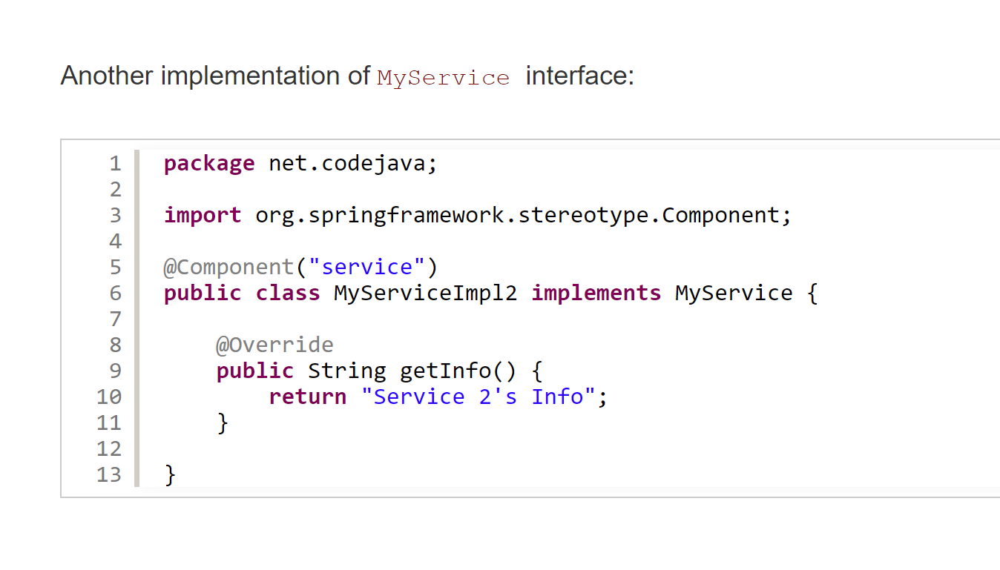 Another implementation of MyService interface:
1 package net.codejava;
2
3 import org.springframework.stereotype.Component;
4
5 @Component("service")
6 public class MyServiceImpl2 implements MyService {
7
8     @Override
9     public String getInfo() {
10         return "Service 2's Info";
11     }
12
13 }